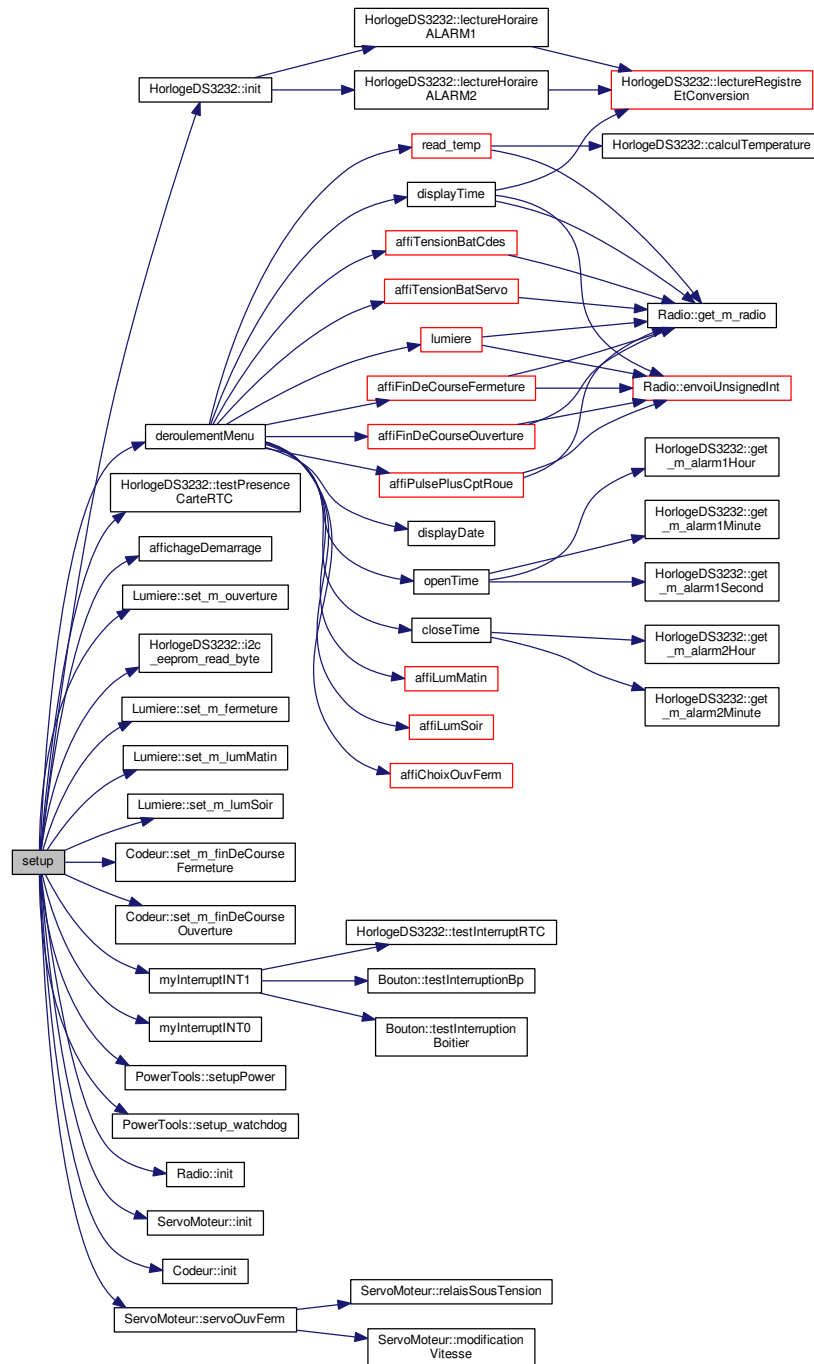 HorlogeDS3232::lectureHoraire
ALARM1
HorlogeDS3232::init
HorlogeDS3232::lectureHoraire
ALARM2
HorlogeDS3232::lectureRegistre
EtConversion
read_temp
HorlogeDS3232::calculTemperature
displayTime
affiTensionBatCdes
affiTensionBatServo
Radio::get_m_radio
lumiere
affiFinDeCourseFermeture
Radio::envoiUnsignedInt
deroulementMenu
affiFinDeCourseOuverture
HorlogeDS3232::get
_m_alarm1Hour
HorlogeDS3232::testPresence
CarteRTC
affiPulsePlusCptRoue
displayDate
HorlogeDS3232::get
_m_alarm1Minute
affichageDemarrage
openTime
HorlogeDS3232::get
_m_alarm1Second
Lumiere::set_m_ouverture
closeTime
HorlogeDS3232::get
_m_alarm2Hour
HorlogeDS3232::i2c
_eeprom_read_byte
affiLumMatin
HorlogeDS3232::get
_m_alarm2Minute
Lumiere::set_m_fermeture
affiLumSoir
Lumiere::set_m_lumMatin
affiChoixOuvFerm
Lumiere::set_m_lumSoir
setup
Codeur::set_m_finDeCourse
Fermeture
Codeur::set_m_finDeCourse
Ouverture
HorlogeDS3232::testInterruptRTC
myInterruptINT1
Bouton::testInterruptionBp
myInterruptINT0
Bouton::testInterruption
Boitier
PowerTools::setupPower
PowerTools::setup_watchdog
Radio::init
ServoMoteur::init
Codeur::init
ServoMoteur::relaisSousTension
ServoMoteur::servoOuvFerm
ServoMoteur::modification
Vitesse